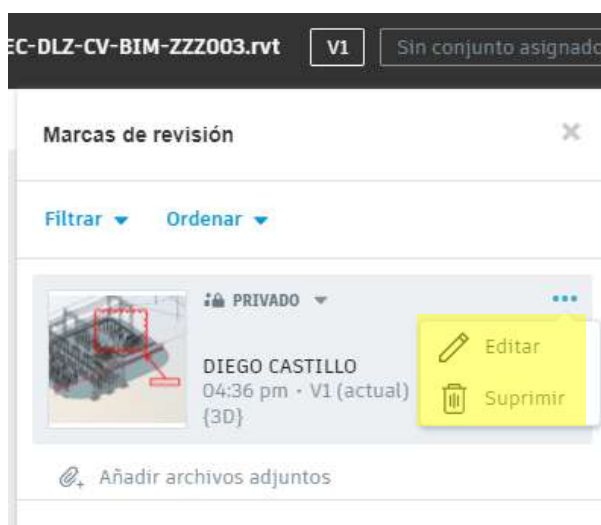 EC-DLZ-CV-BIM-ZZZ003.rvt V1 Sin conjunto asignado
Marcas de revisión
Filtrar Ordenar
PRIVADO
Editar
DIEGO CASTILLO
04:36 pm - V1 (actual)
Suprimir
{3D}
Añadir archivos adjuntos